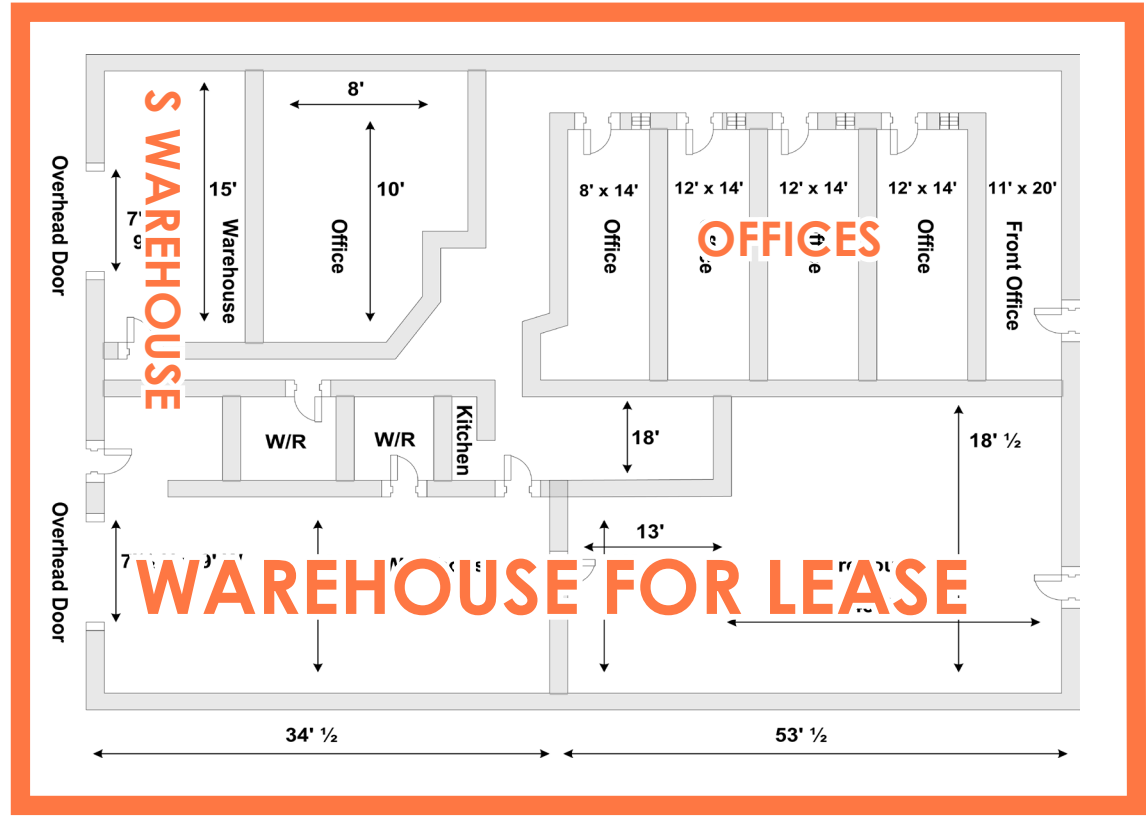 8'
S WAREHOUSE
Overhead Door
15'
Warehouse
10'
Office
8' x 14'
12' x 14'
12' x 14'
12' x 14'
11' x 20'
Office
OFFICES
Office
Front Office
W/R
W/R
Kitchen
18'
18' ½
Overhead Door
13'
WAREHOUSE FOR LEASE
34' ½
53' ½